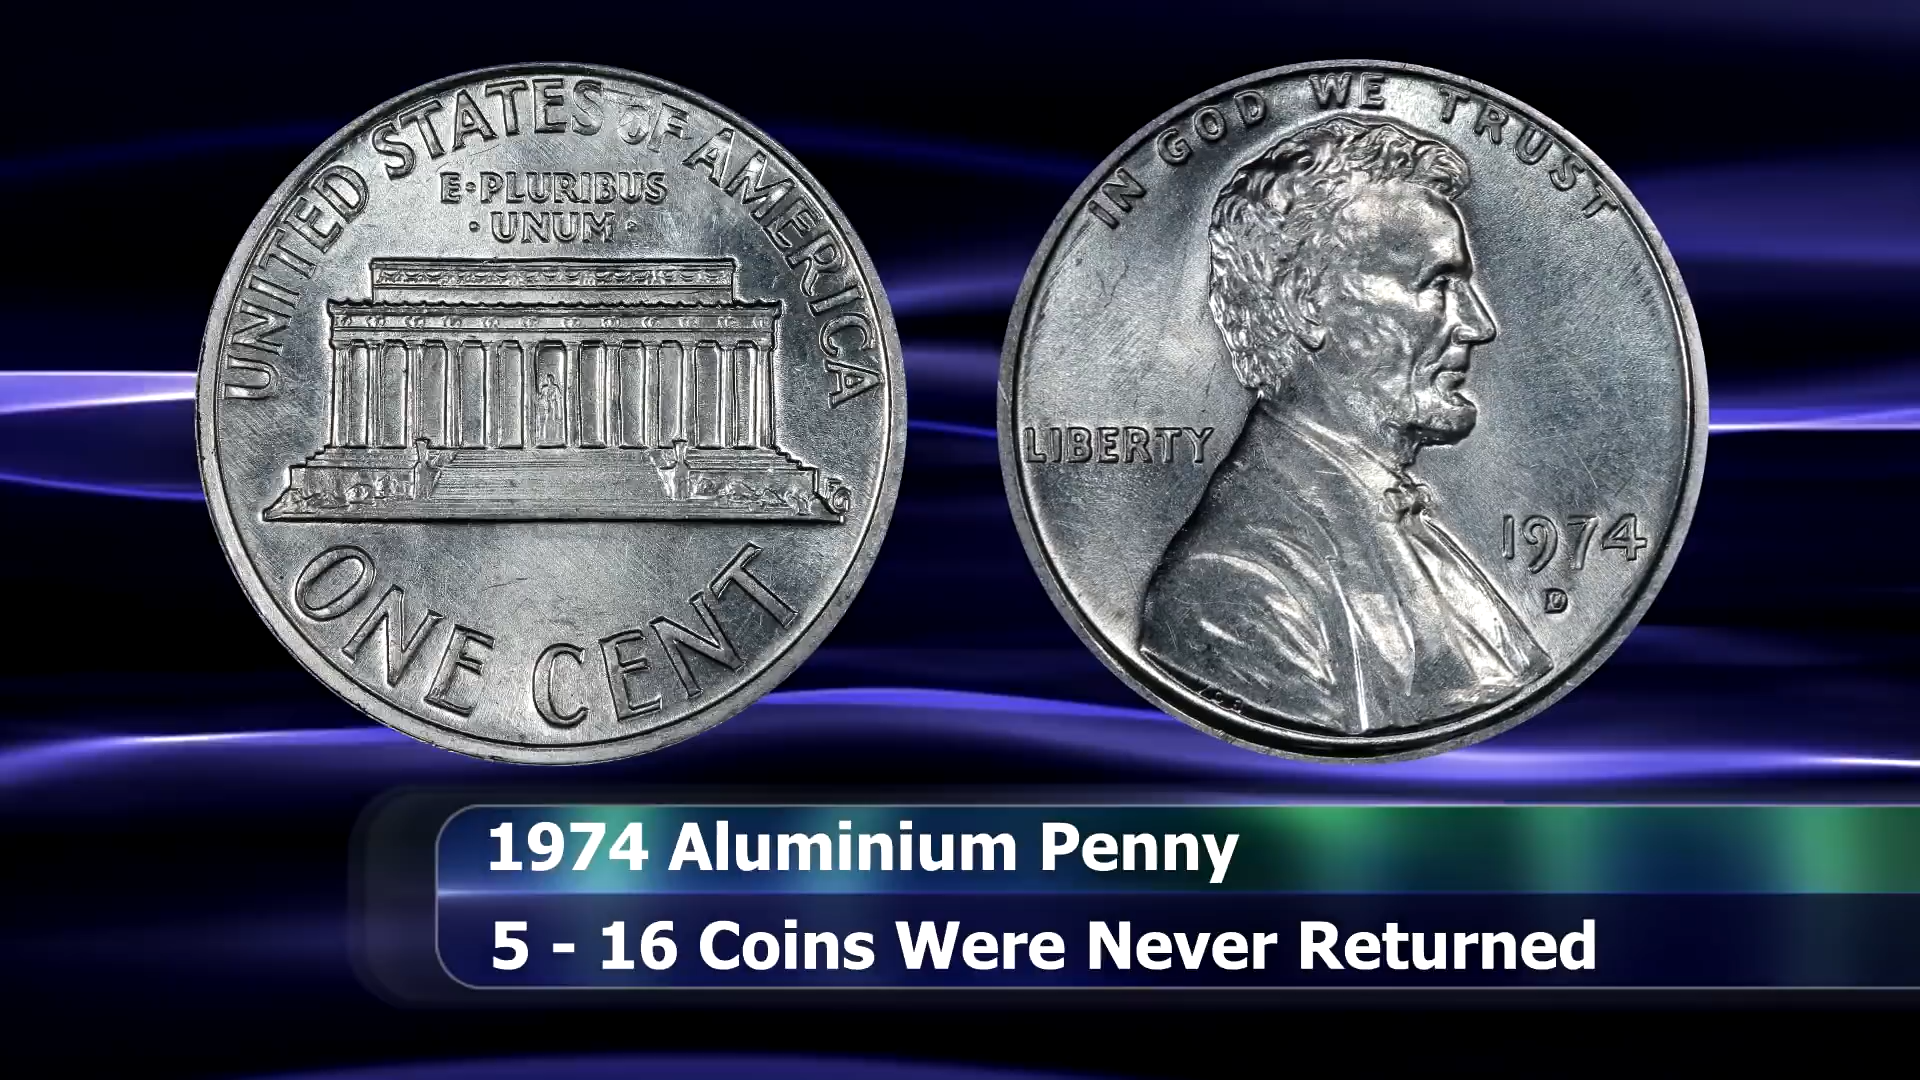 UNITED STATES OF AMERICA
E·PLURIBUS
·UNUM·
FG
ONE CENT
IN GOD WE TRUST
LIBERTY
1974
D
1974 Aluminium Penny
5 - 16 Coins Were Never Returned